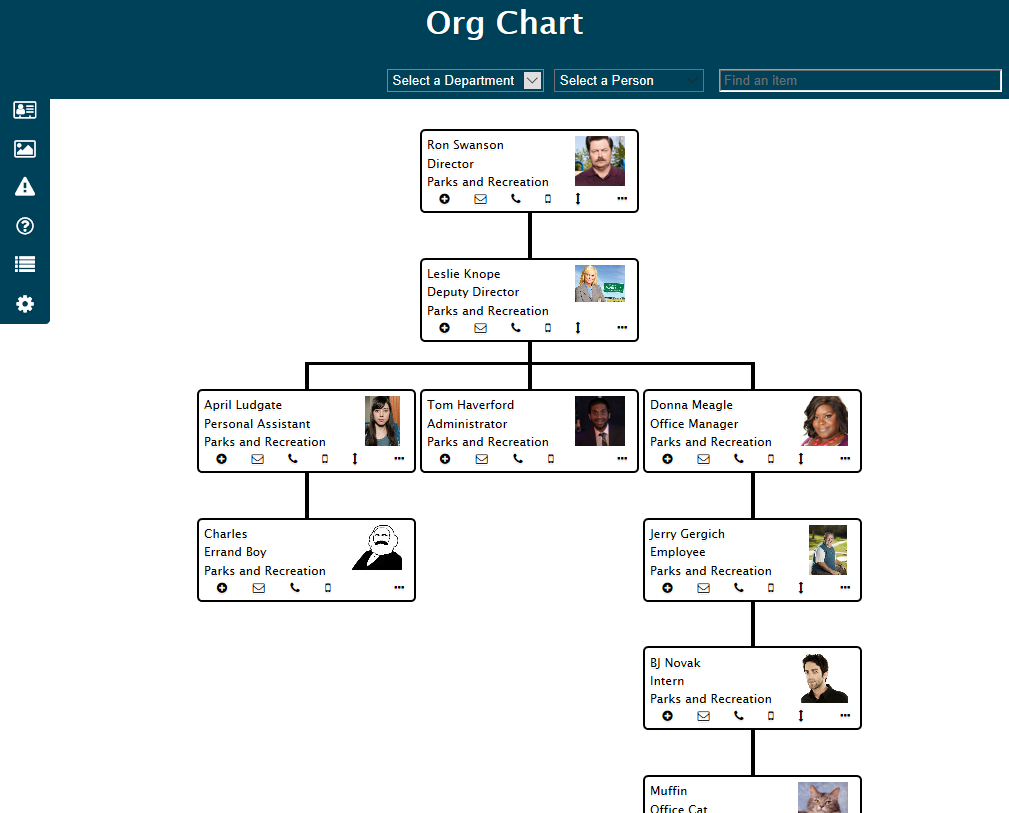 Org Chart
Select a Department
Select a Person
Find an item
Ron Swanson
Director
Parks and Recreation
Leslie Knope
Deputy Director
Parks and Recreation
April Ludgate
Personal Assistant
Parks and Recreation
Tom Haverford
Administrator
Parks and Recreation
Donna Meagle
Office Manager
Parks and Recreation
Charles
Errand Boy
Parks and Recreation
Jerry Gergich
Employee
Parks and Recreation
BJ Novak
Intern
Parks and Recreation
Muffin
Office Cat